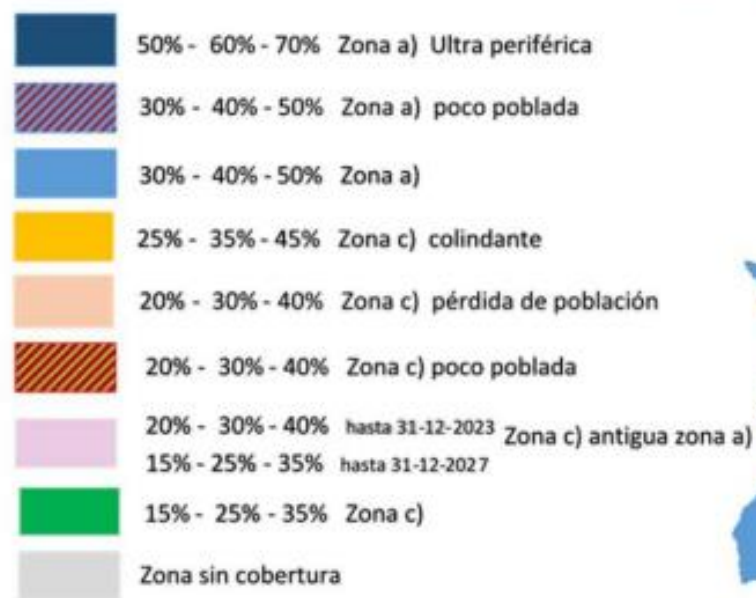 50% - 60% - 70% Zona a) Ultra periférica
30% - 40% - 50% Zona a) poco poblada
30% - 40% - 50% Zona a)
25% - 35% - 45% Zona c) colindante
20% - 30% - 40% Zona c) pérdida de población
20% - 30% - 40% Zona c) poco poblada
20% - 30% - 40% hasta 31-12-2023 Zona c) antigua zona a)
15% - 25% - 35% hasta 31-12-2027
15% - 25% - 35% Zona c)
Zona sin cobertura